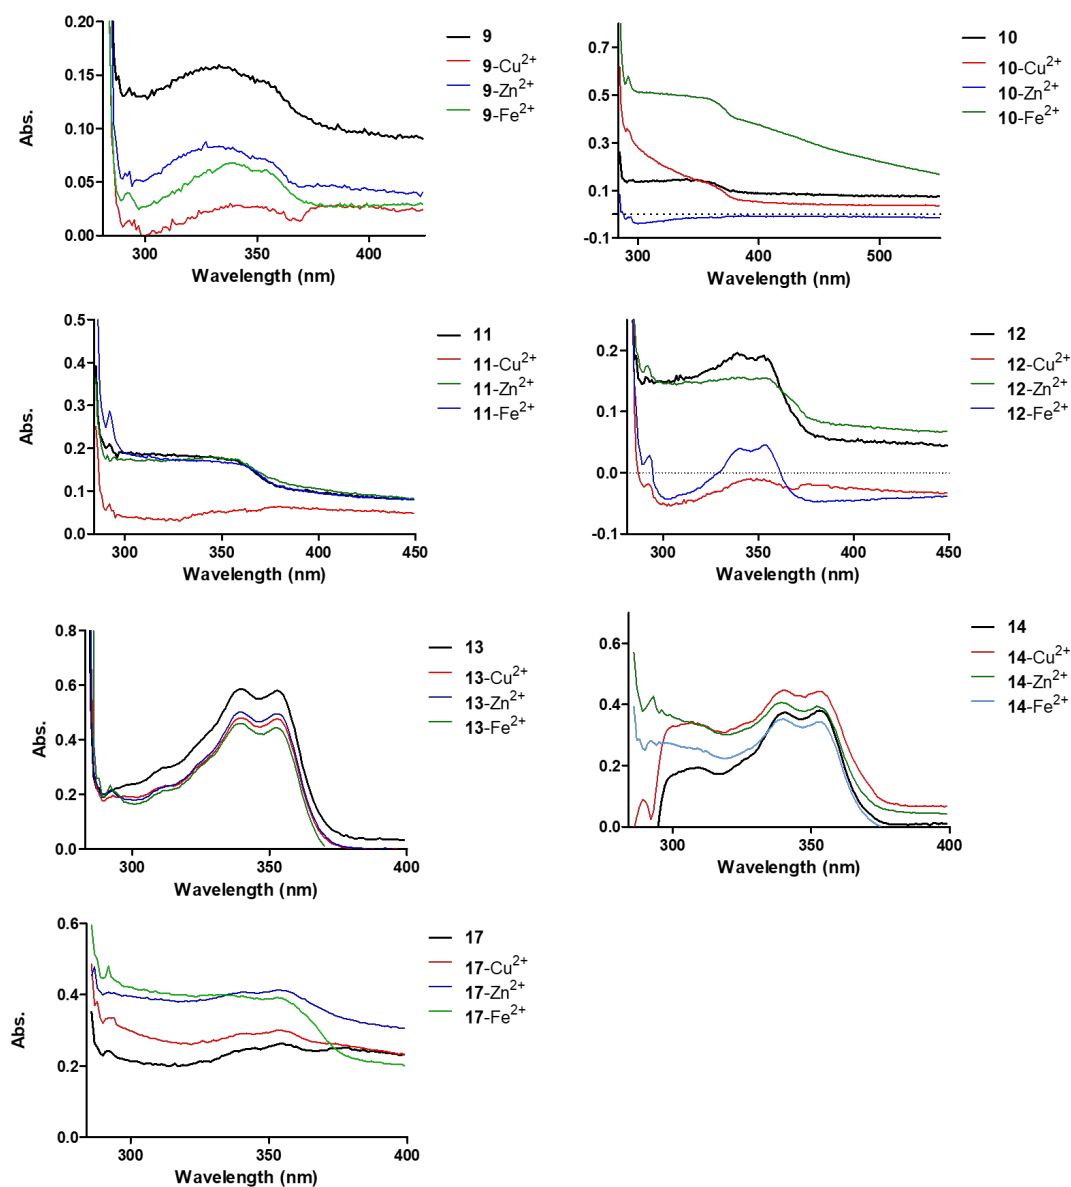 0.20
0.15
0.10
0.05
0.00
Abs.
300
350
400
Wavelength (nm)
9
9-Cu²⁺
9-Zn²⁺
9-Fe²⁺
0.7
0.5
0.3
0.1
-0.1
300
400
500
Wavelength (nm)
10
10-Cu²⁺
10-Zn²⁺
10-Fe²⁺
0.5
0.4
0.3
0.2
0.1
0.0
Abs.
300
350
400
450
Wavelength (nm)
11
11-Cu²⁺
11-Zn²⁺
11-Fe²⁺
0.2
0.1
0.0
-0.1
300
350
400
450
Wavelength (nm)
12
12-Cu²⁺
12-Zn²⁺
12-Fe²⁺
0.8
0.6
0.4
0.2
0.0
Abs.
300
350
400
Wavelength (nm)
13
13-Cu²⁺
13-Zn²⁺
13-Fe²⁺
0.6
0.4
0.2
0.0
300
350
400
Wavelength (nm)
14
14-Cu²⁺
14-Zn²⁺
14-Fe²⁺
0.6
0.4
0.2
0.0
Abs.
300
350
400
Wavelength (nm)
17
17-Cu²⁺
17-Zn²⁺
17-Fe²⁺